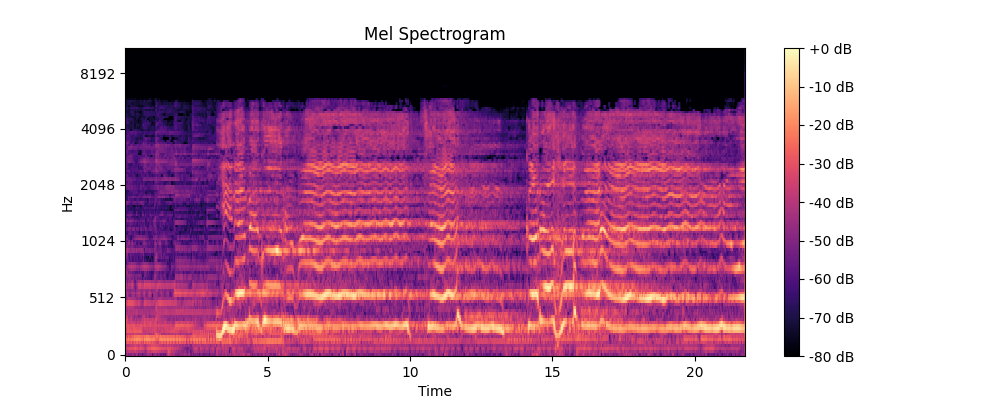 Mel Spectrogram
+0 dB
8192
-10 dB
4096
-20 dB
-30 dB
Hz
2048
-40 dB
1024
-50 dB
-60 dB
512
-70 dB
0
-80 dB
0 5 10 15 20
Time